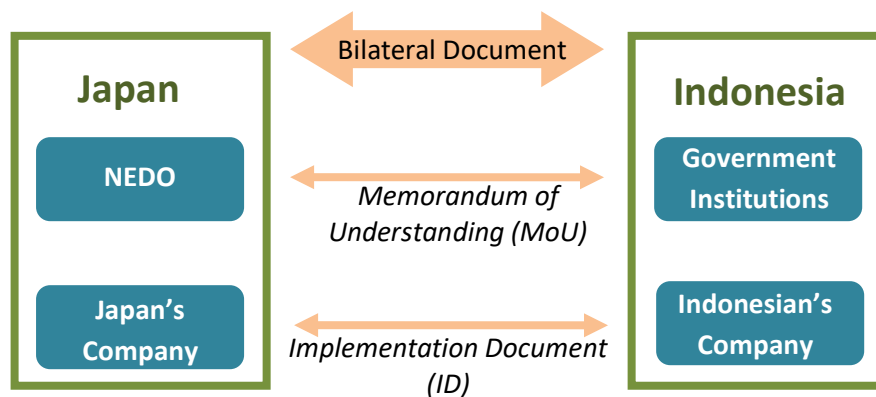 Bilateral Document
Japan
Indonesia
NEDO
Government
Institutions
Memorandum of
Understanding (MoU)
Japan's
Company
Indonesian's
Company
Implementation Document
(ID)